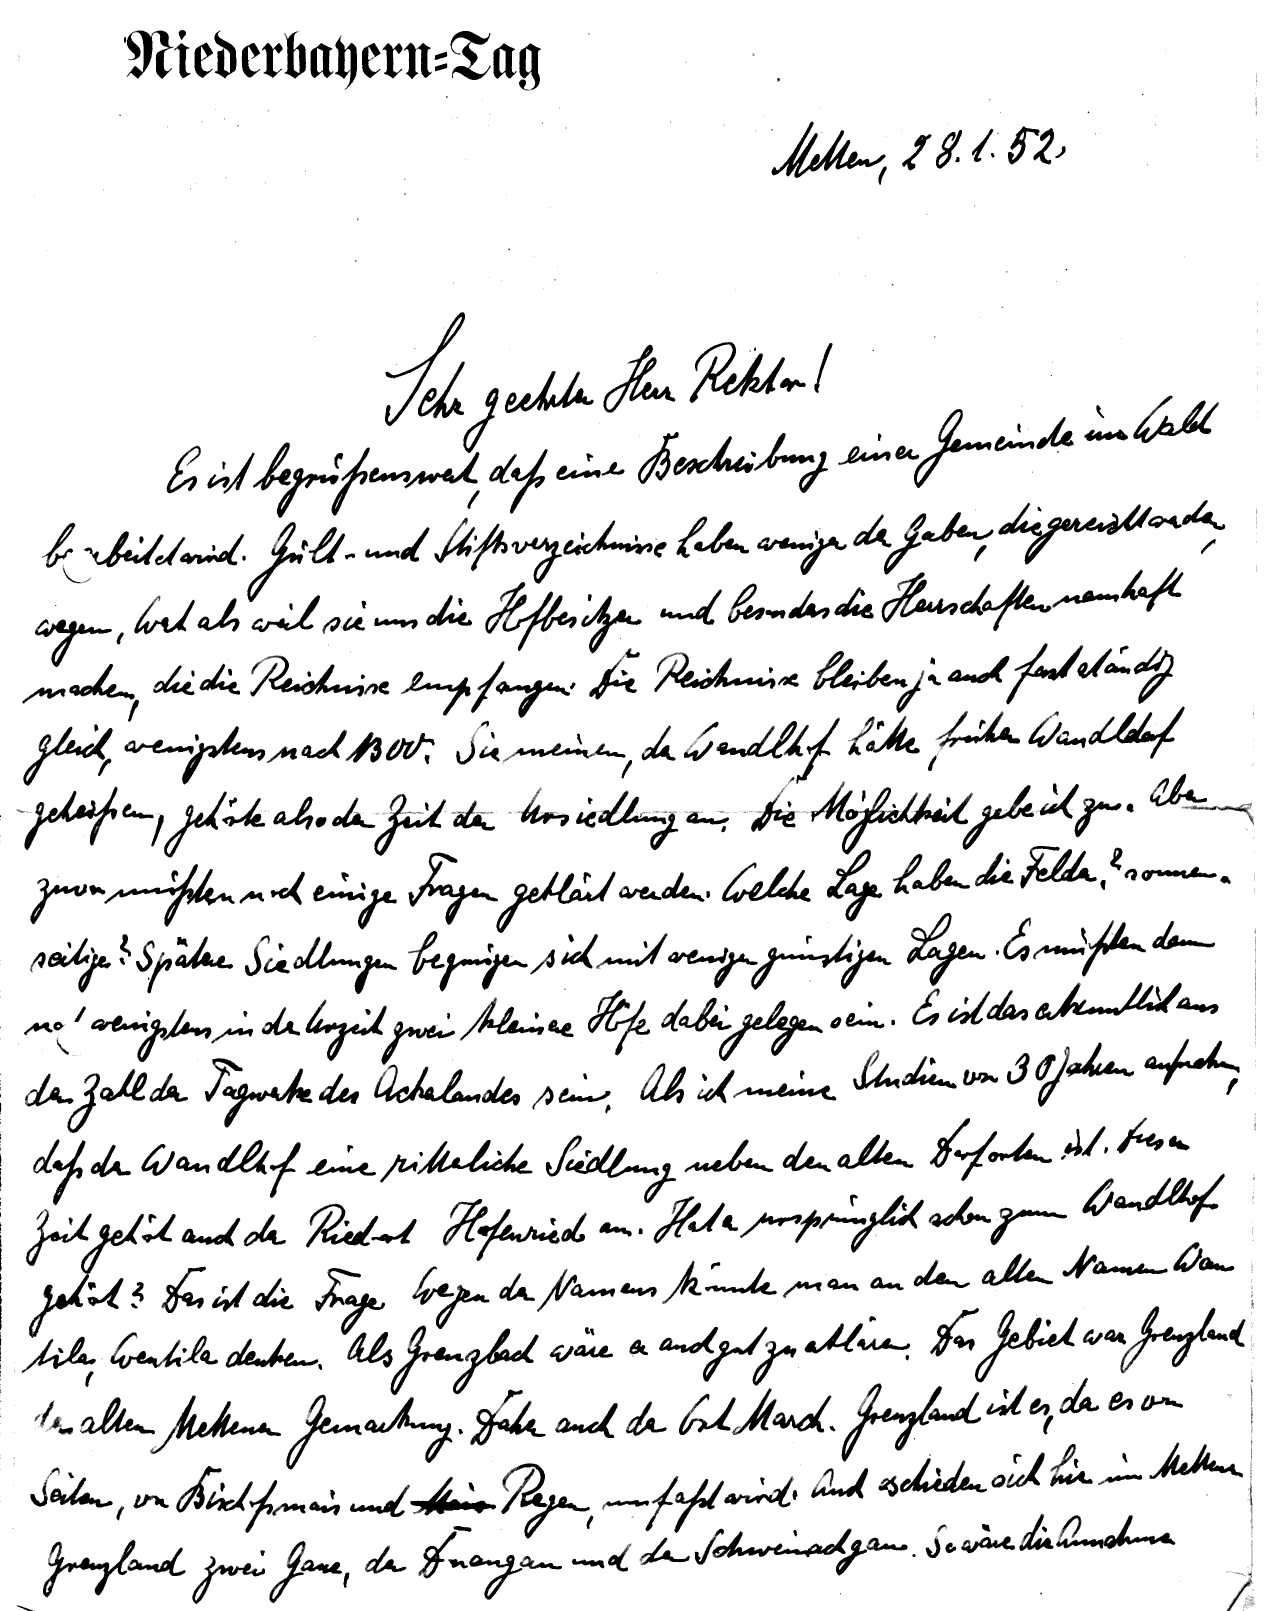 Niederbayern-Tag
Metten, 28.1.52.
Sehr geehrter Herr Rektor!
Es ist begrüßenswert, daß eine Beschreibung einer Gemeinde im Wald
bearbeitet wird. Gült- und Stiftsverzeichnisse haben weniger der Gaben, die gereicht werden,
wegen, Wert als weil sie uns die Hofbesitzer und besonders die Herrschaften namhaft
machen, die die Reichnisse empfangen. Die Reichnisse bleiben ja auch fast ständig
gleich, wenigstens nach 1300. Sie meinen, der Wandlhof hätte früher Wandldorf
geheißen, gehörte also der Zeit der Ursiedlung an. Die Möglichkeit gebe ich zu. Aber
zuvor müßten noch einige Fragen geklärt werden. Welche Lage haben die Felder? sonnen-
seitige? Spätere Siedlungen begnügen sich mit weniger günstigen Lagen. Es müßten dann
noch wenigstens in der Urzeit zwei kleinere Höfe dabei gelegen sein. Es ist das erkenntlich aus
der Zahl der Tagwerke des Ackerlandes sein. Als ich meine Studien vor 30 Jahren aufnahm,
daß der Wandlhof eine ritterliche Siedlung neben den alten Dorforten ist. Dieser
Zeit gehört auch der Riedort Hafenried an. Hat er ursprünglich schon zum Wandlhof
gehört? Das ist die Frage. Wegen des Namens könnte man an den alten Namen Wan
tila, Wentila denken. Als Grenzbach wäre er auch gut zu erklären. Das Gebiet war Grenzland
der alten Mettener Gemarkung. Daher auch der Ort March. Grenzland ist es, da es von
Seiten, von Bischofsmais und Regen, umfaßt wird. Auch schieden sich hier im Mettener
Grenzland zwei Gaue, der Donaugau und der Schweinachgau. So wäre die Annahme